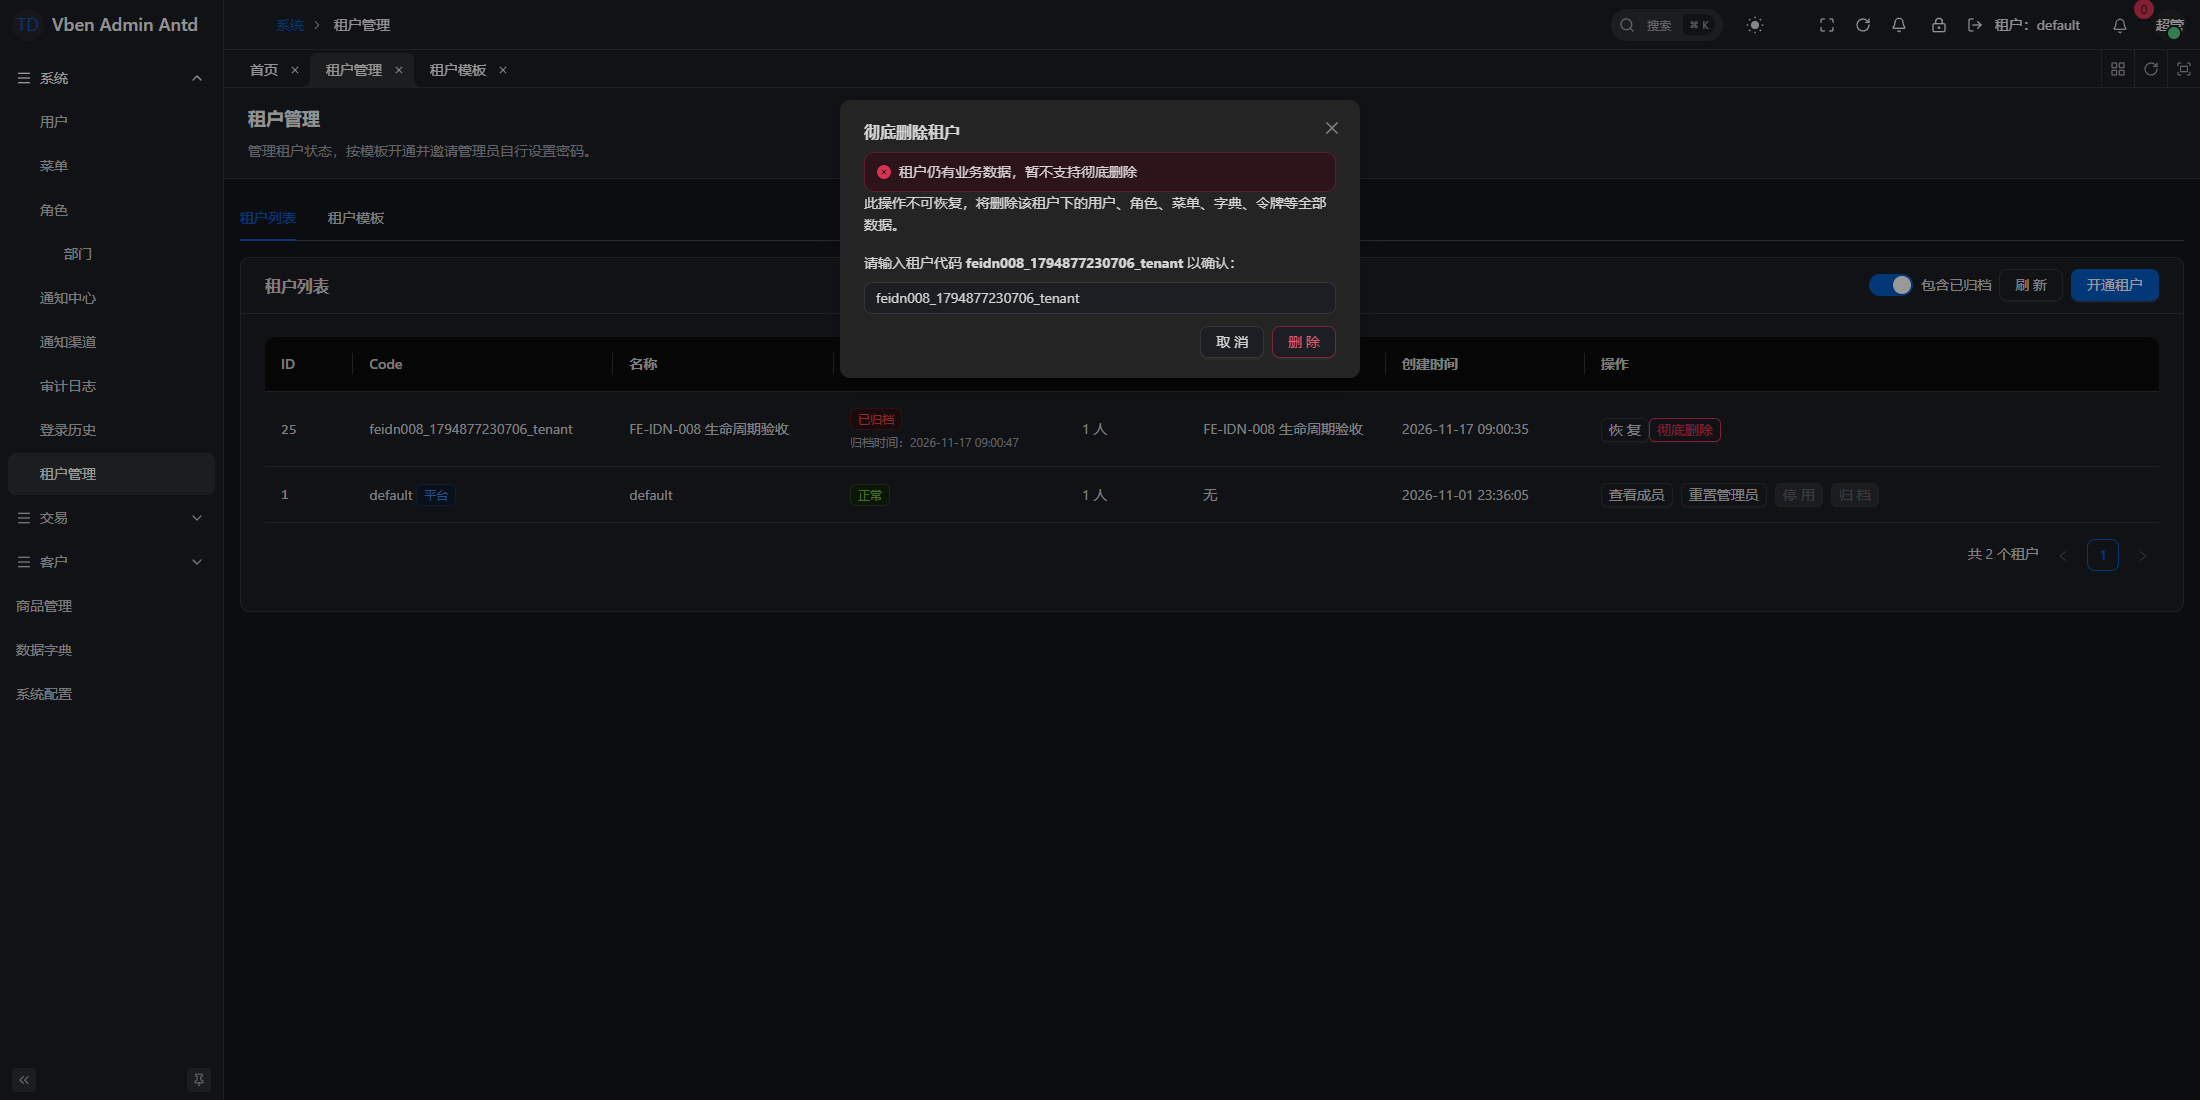 TD Vben Admin Antd
系统 > 租户管理
搜索 ⌘ K
租户：default
0
超管
系统
用户
菜单
角色
部门
通知中心
通知渠道
审计日志
登录历史
租户管理
交易
客户
商品管理
数据字典
系统配置
首页 × 租户管理 × 租户模板 ×
租户管理
管理租户状态，按模板开通并邀请管理员自行设置密码。
租户列表 租户模板
租户列表
包含已归档 刷新 开通租户
ID Code 名称 创建时间 操作
25 feidn008_1794877230706_tenant FE-IDN-008 生命周期验收 已归档 1 人 FE-IDN-008 生命周期验收 2026-11-17 09:00:35 恢复 彻底删除
归档时间：2026-11-17 09:00:47
1 default 平台 default 正常 1 人 无 2026-11-01 23:36:05 查看成员 重置管理员 停用 归档
共 2 个租户 < 1 >
彻底删除租户
租户仍有业务数据，暂不支持彻底删除
此操作不可恢复，将删除该租户下的用户、角色、菜单、字典、令牌等全部
数据。
请输入租户代码 feidn008_1794877230706_tenant 以确认：
feidn008_1794877230706_tenant
取消 删除